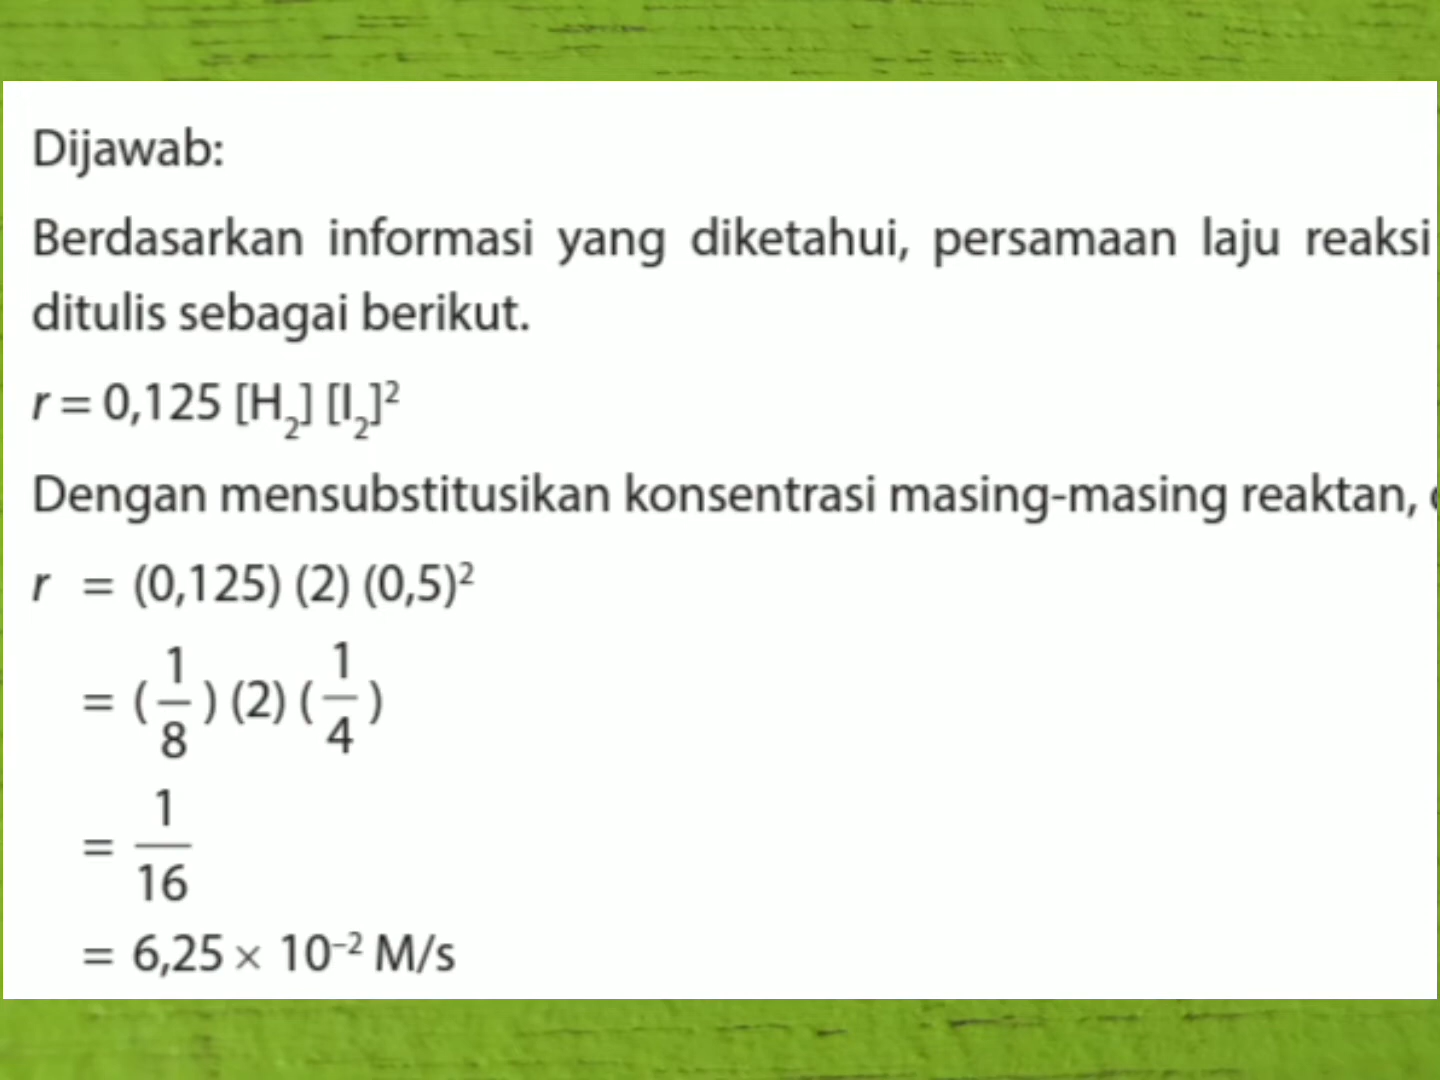 Dijawab:
Berdasarkan informasi yang diketahui, persamaan laju reaksi
ditulis sebagai berikut.
r = 0,125 [H₂] [I₂]²
Dengan mensubstitusikan konsentrasi masing-masing reaktan,
r = (0,125) (2) (0,5)²
= (1/8) (2) (1/4)
= 1/16
= 6,25 × 10⁻² M/s